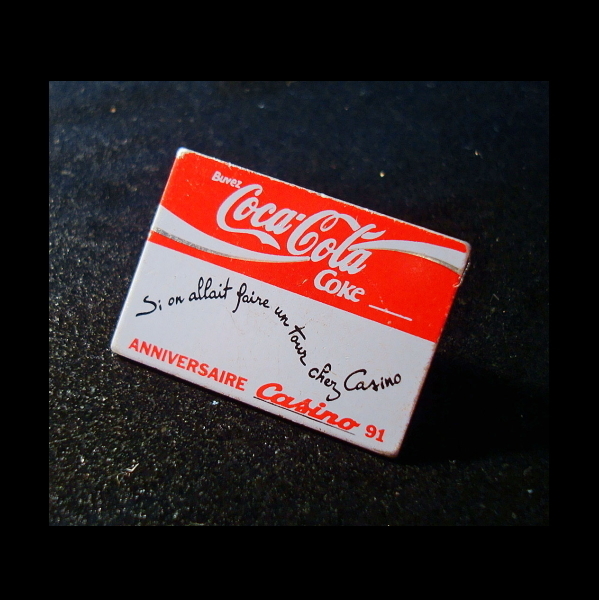 Buvez
Coca-Cola
Coke
Si on allait faire un tour chez Casino
ANNIVERSAIRE Casino 91